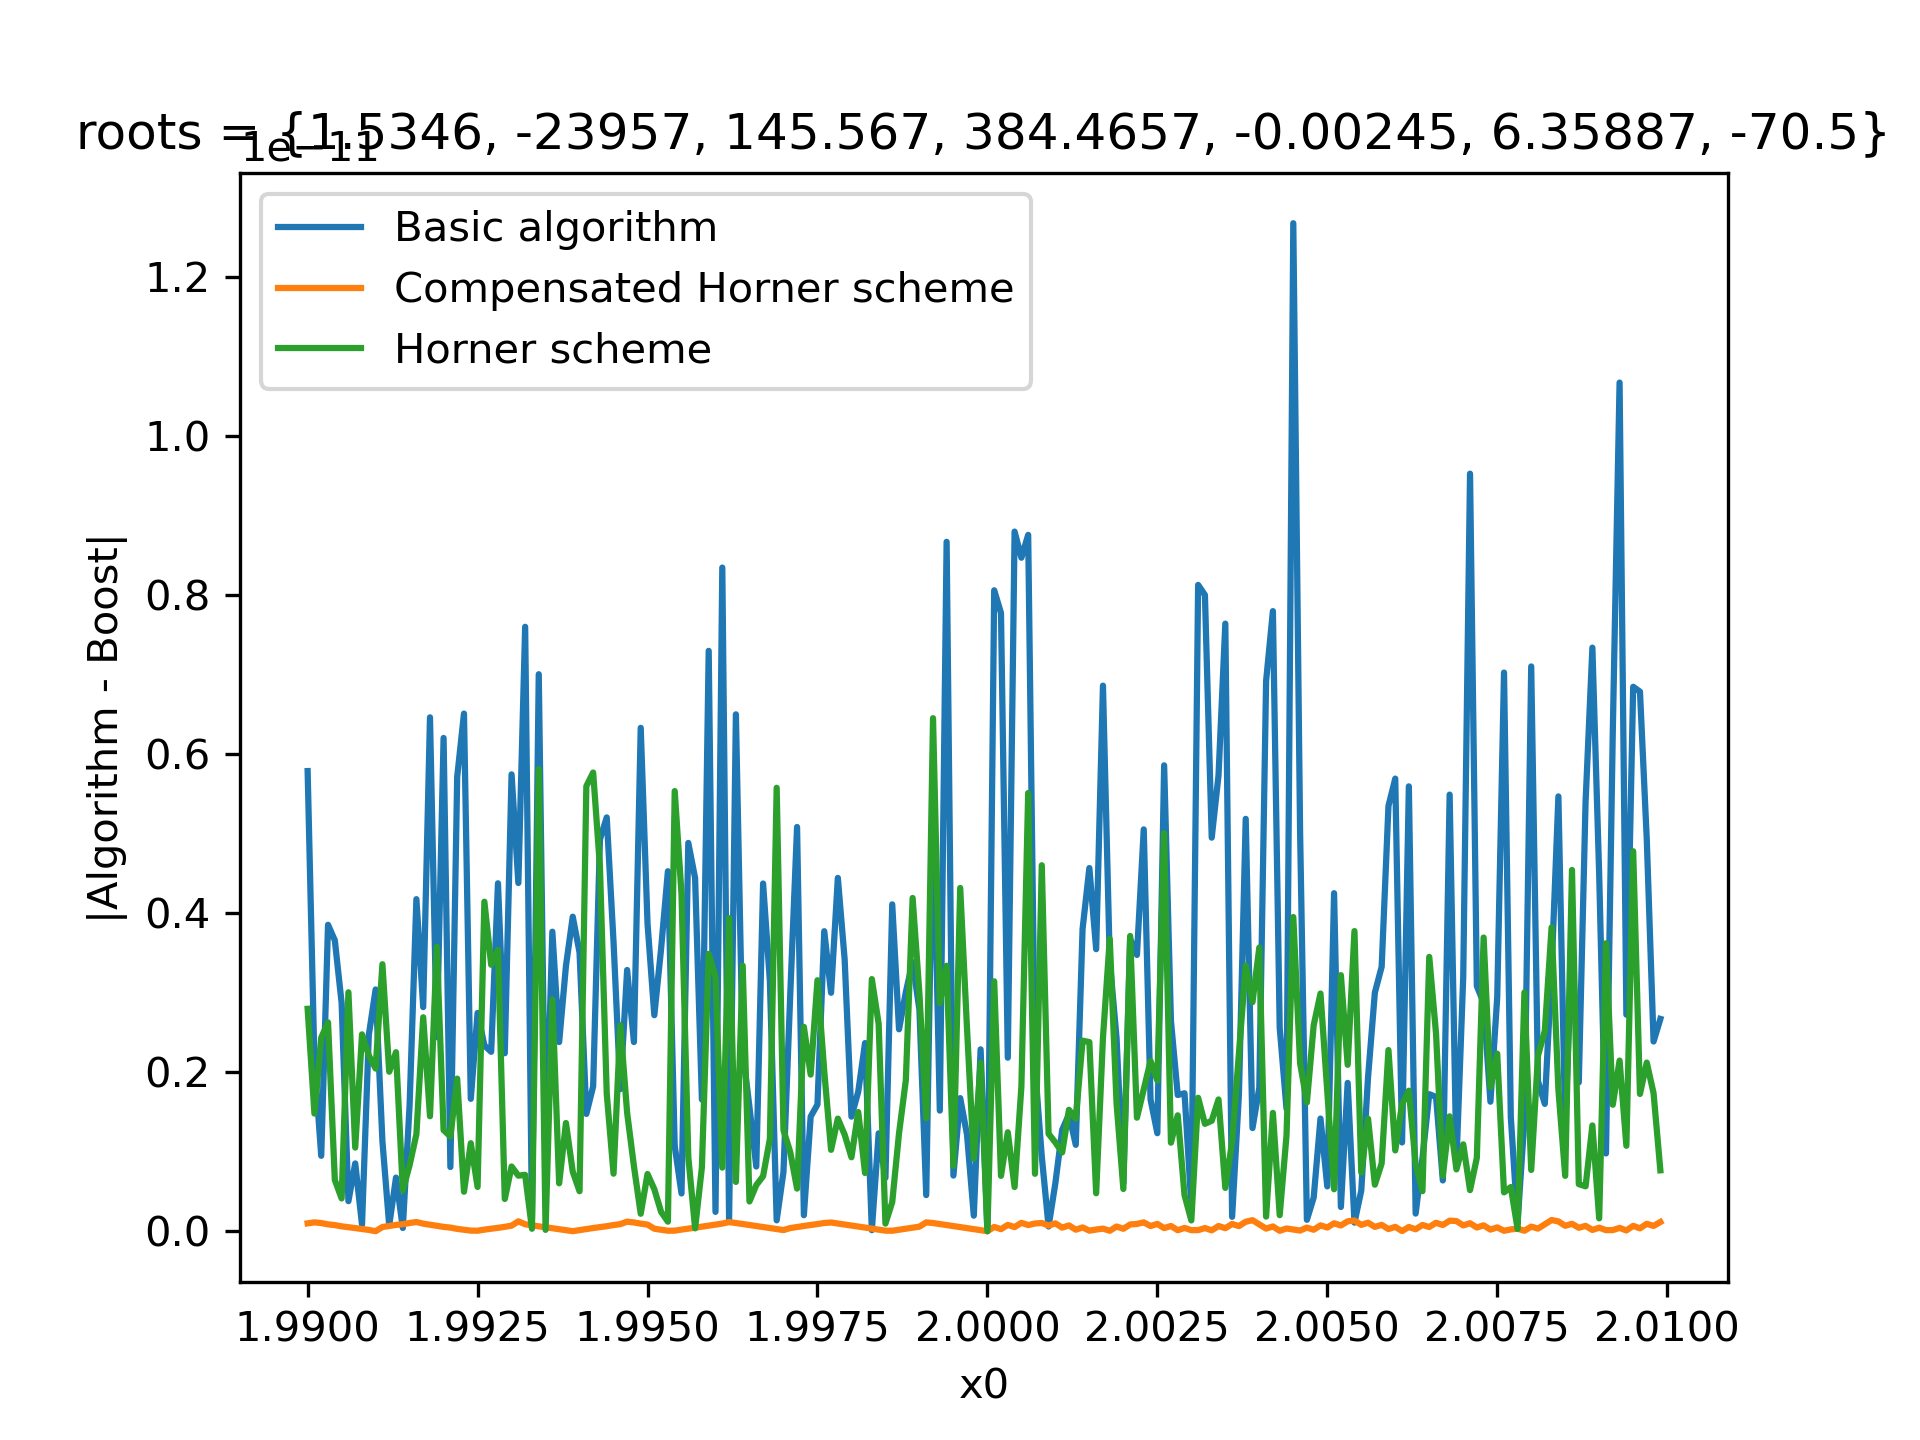 roots = {1.5346, -23957, 145.567, 384.4657, -0.00245, 6.35887, -70.5}
1e−11
Basic algorithm
Compensated Horner scheme
Horner scheme
1.2
1.0
0.8
0.6
0.4
0.2
0.0
|Algorithm - Boost|
1.9900 1.9925 1.9950 1.9975 2.0000 2.0025 2.0050 2.0075 2.0100
x0